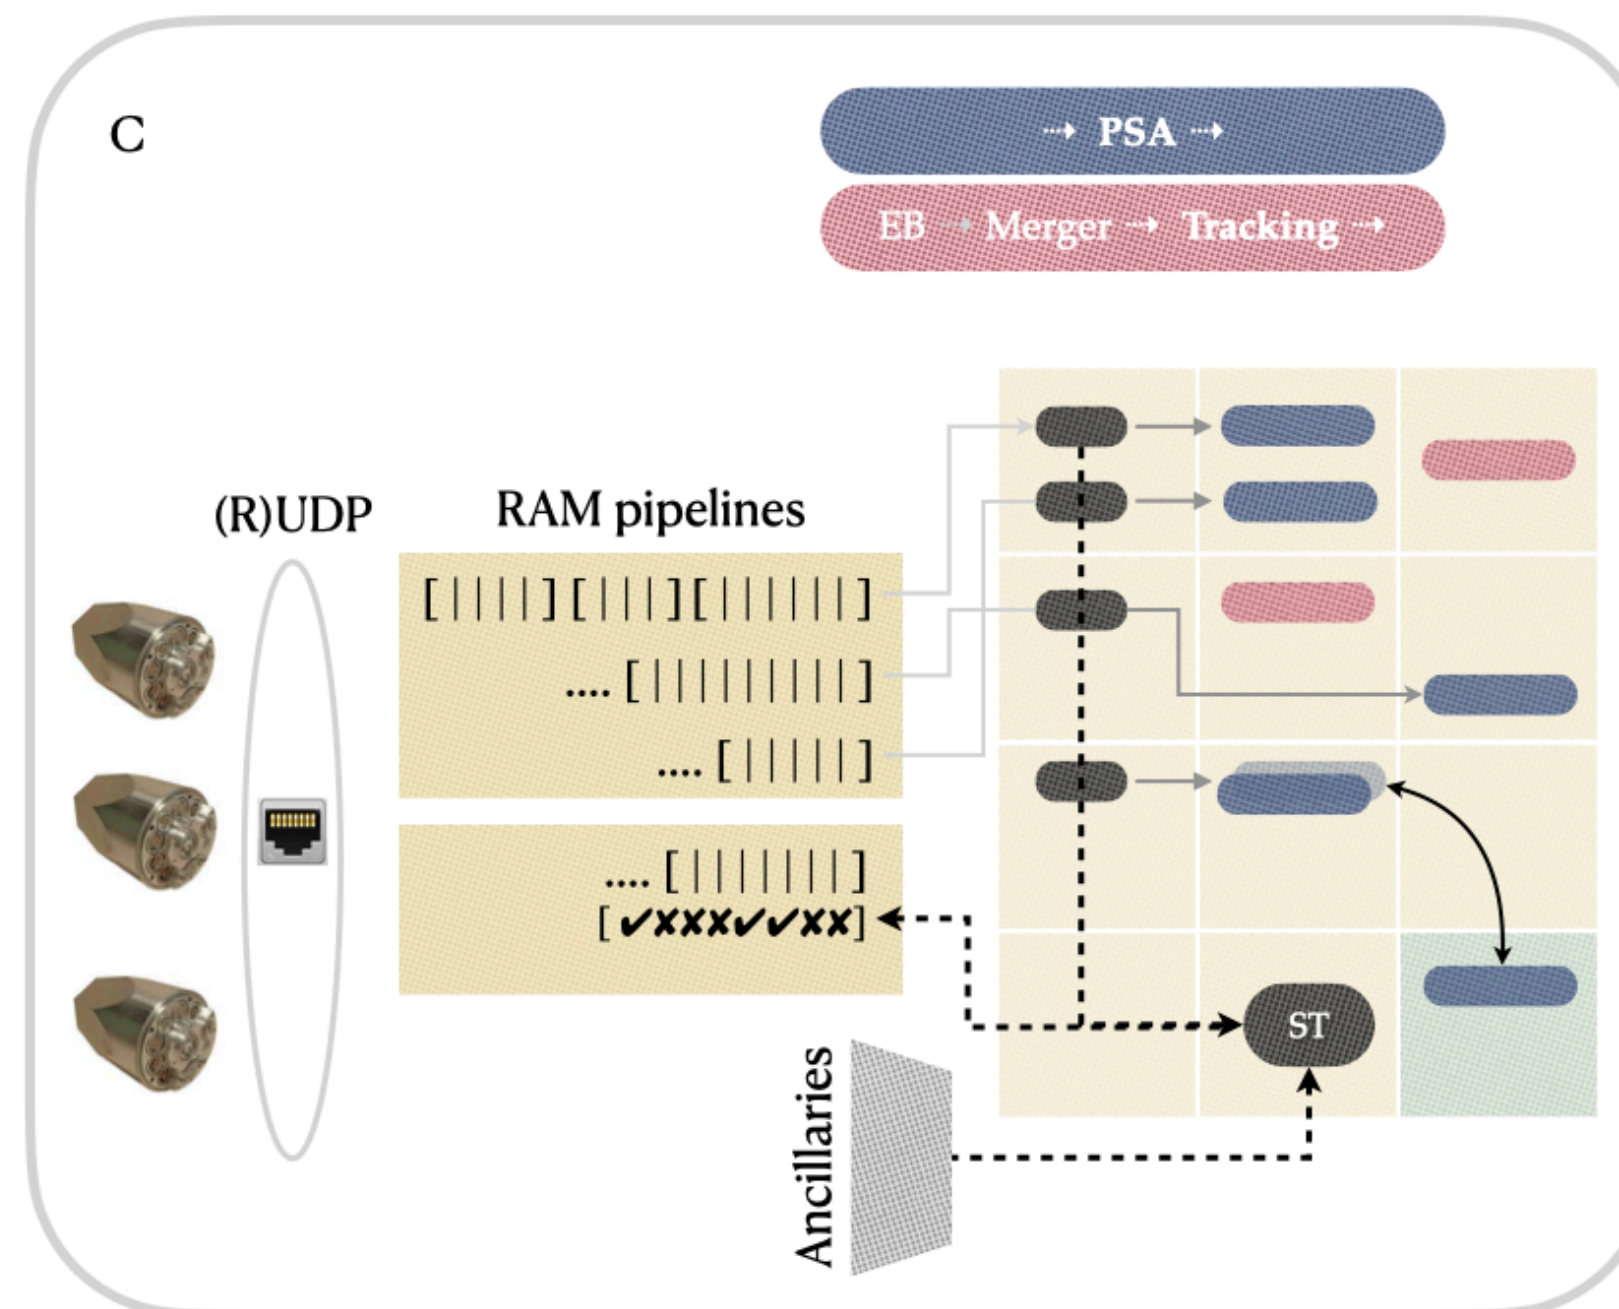 C
⇢ PSA ⇢
EB ⇢ Merger ⇢ Tracking ⇢
(R)UDP
RAM pipelines
[||||][|||][||||||]
....[|||||||||]
....[|||||]
....[|||||||]
[✔✘✘✘✔✔✘✘]
ST
Ancillaries